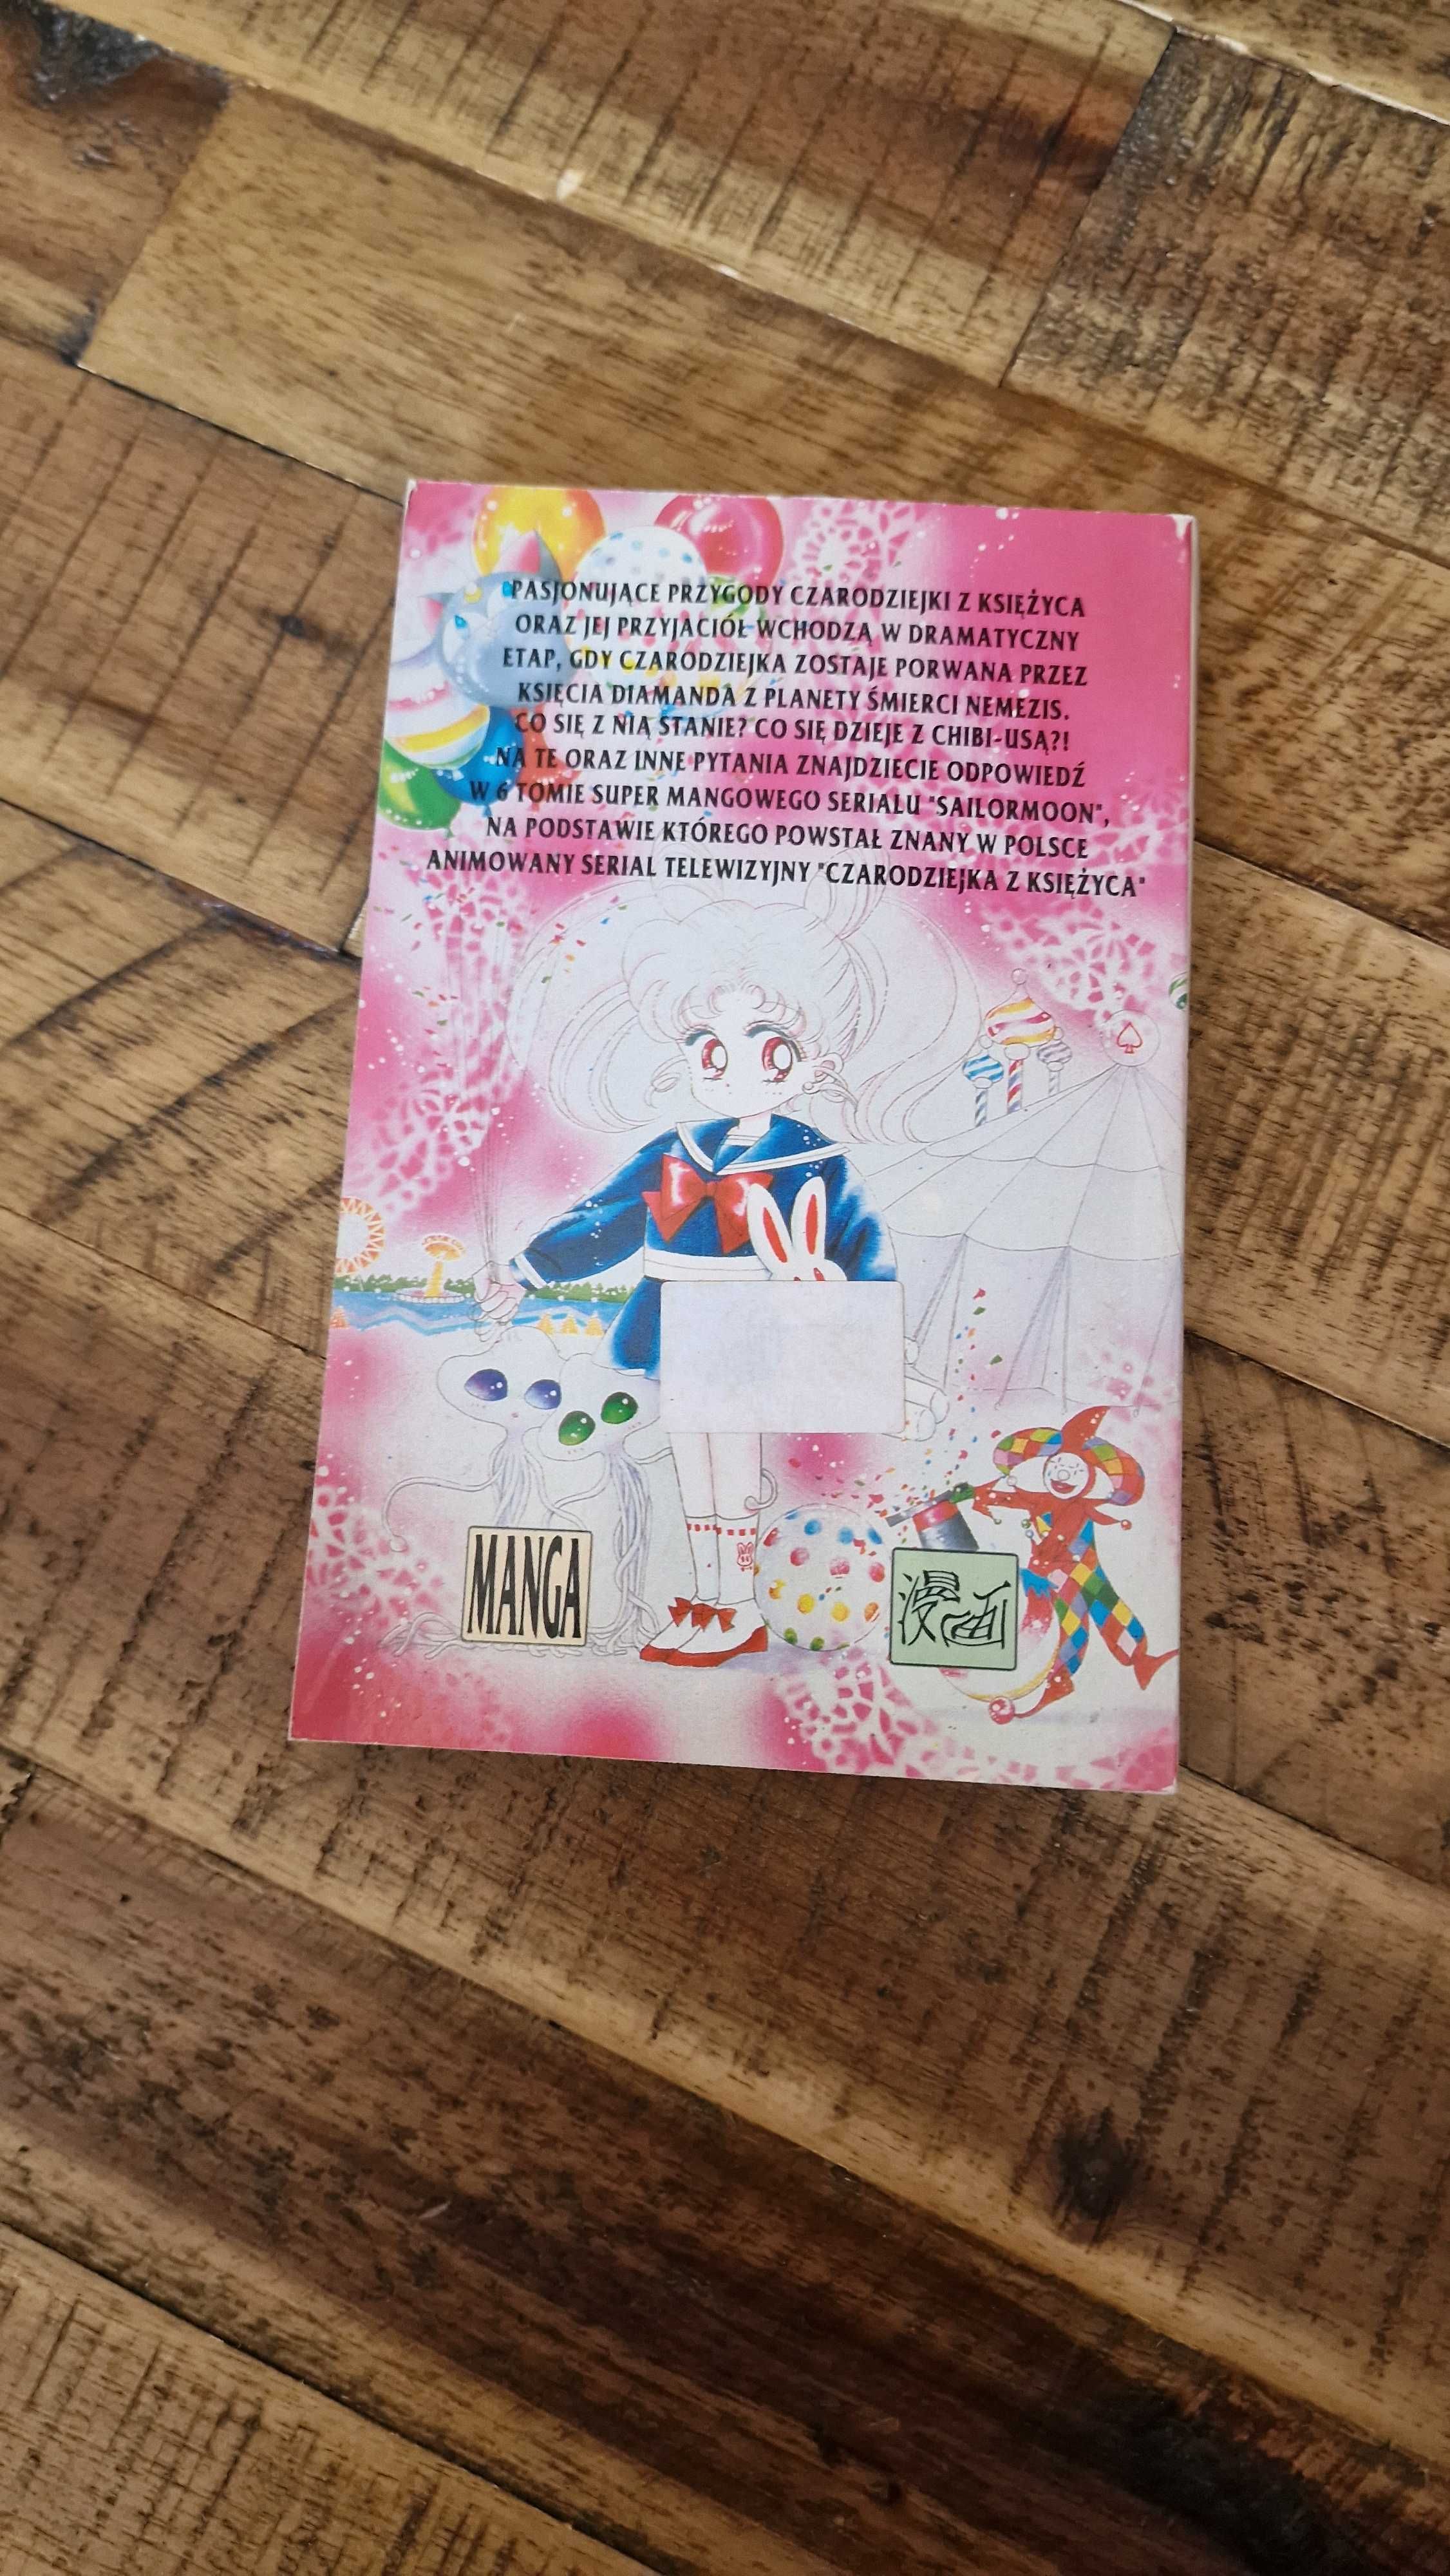 PASJONUJĄCE PRZYGODY CZARODZIEJKI Z KSIĘŻYCA
ORAZ JEJ PRZYJACIÓŁ WCHODZĄ W DRAMATYCZNY
ETAP, GDY CZARODZIEJKA ZOSTAJE PORWANA PRZEZ
KSIĘCIA DIAMANDA Z PLANETY ŚMIERCI NEMEZIS.
CO SIĘ Z NIĄ STANIE? CO SIĘ DZIEJE Z CHIBI-USĄ?!
NA TE ORAZ INNE PYTANIA ZNAJDZIECIE ODPOWIEDŹ
W 6 TOMIE SUPER MANGOWEGO SERIALU "SAILORMOON",
NA PODSTAWIE KTÓREGO POWSTAŁ ZNANY W POLSCE
ANIMOWANY SERIAL TELEWIZYJNY "CZARODZIEJKA Z KSIĘŻYCA"
MANGA
漫画